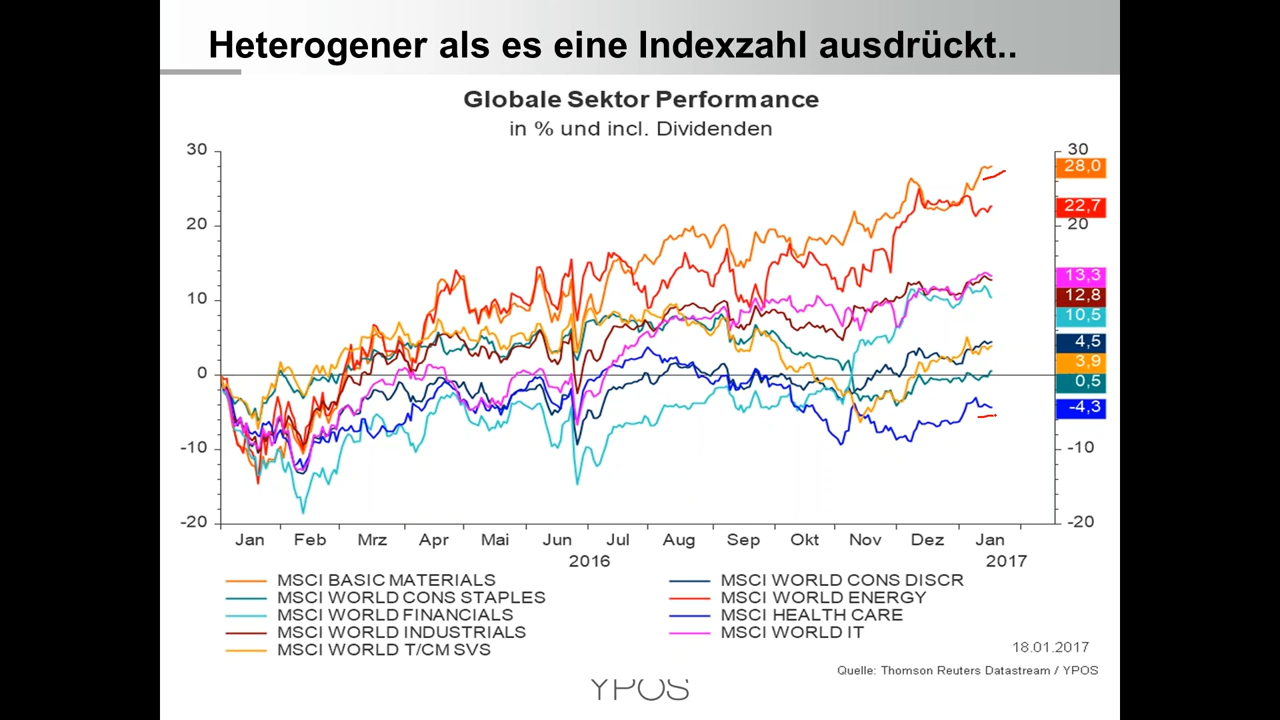 Heterogener als es eine Indexzahl ausdrückt..
Globale Sektor Performance
in % und incl. Dividenden
30 30
28,0
22,7
20 20
13,3
12,8
10 10,5
4,5
3,9
0 0,5
-4,3
-10 -10
-20 -20
Jan Feb Mrz Apr Mai Jun Jul Aug Sep Okt Nov Dez Jan
2016 2017
MSCI BASIC MATERIALS MSCI WORLD CONS DISCR
MSCI WORLD CONS STAPLES MSCI WORLD ENERGY
MSCI WORLD FINANCIALS MSCI HEALTH CARE
MSCI WORLD INDUSTRIALS MSCI WORLD IT
MSCI WORLD T/CM SVS
18.01.2017
Quelle: Thomson Reuters Datastream / YPOS
YPOS